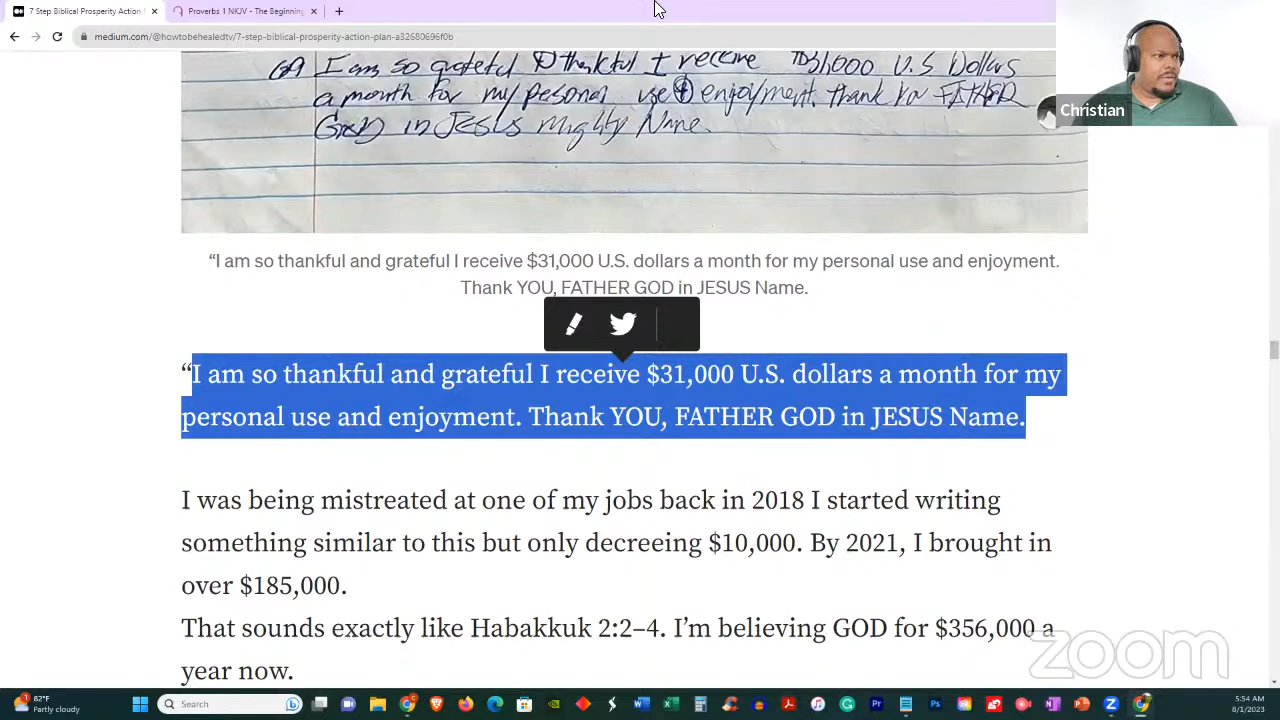 7 Step Biblical Prosperity Action
Proverbs 1 NKJV - The Beginning
medium.com/@howtobehealedtv/7-step-biblical-prosperity-action-plan-a32680696f0b
Christian
I am so grateful thankful I receive $31,000 U.S Dollars
a month for my personal use enjoyment. Thank You FATHER
GOD in JESUS Mighty Name.
“I am so thankful and grateful I receive $31,000 U.S. dollars a month for my personal use and enjoyment.
Thank YOU, FATHER GOD in JESUS Name.
“I am so thankful and grateful I receive $31,000 U.S. dollars a month for my
personal use and enjoyment. Thank YOU, FATHER GOD in JESUS Name.
I was being mistreated at one of my jobs back in 2018 I started writing
something similar to this but only decreeing $10,000. By 2021, I brought in
over $185,000.
That sounds exactly like Habakkuk 2:2–4. I’m believing GOD for $356,000 a
year now.
zoom
1
82°F
Partly cloudy
Search
5:54 AM
8/1/2023